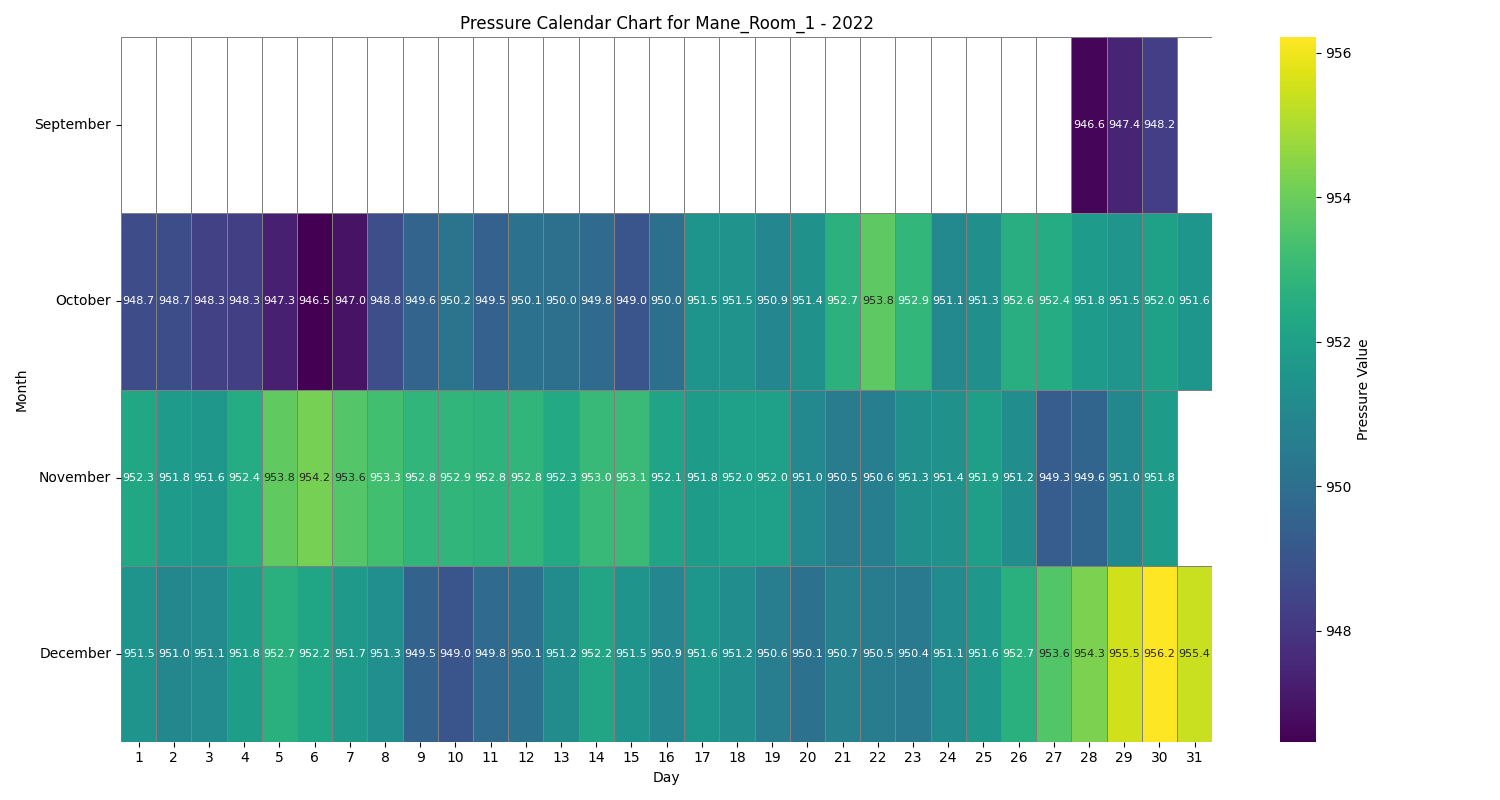 Pressure Calendar Chart for Mane_Room_1 - 2022
September
946.6 947.4 948.2
October
948.7 948.7 948.3 948.3 947.3 946.5 947.0 948.8 949.6 950.2 949.5 950.1 950.0 949.8 949.0 950.0 951.5 951.5 950.9 951.4 952.7 953.8 952.9 951.1 951.3 952.6 952.4 951.8 951.5 952.0 951.6
November
952.3 951.8 951.6 952.4 953.8 954.2 953.6 953.3 952.8 952.9 952.8 952.8 952.3 953.0 953.1 952.1 951.8 952.0 952.0 951.0 950.5 950.6 951.3 951.4 951.9 951.2 949.3 949.6 951.0 951.8
December
951.5 951.0 951.1 951.8 952.7 952.2 951.7 951.3 949.5 949.0 949.8 950.1 951.2 952.2 951.5 950.9 951.6 951.2 950.6 950.1 950.7 950.5 950.4 951.1 951.6 952.7 953.6 954.3 955.5 956.2 955.4
1 2 3 4 5 6 7 8 9 10 11 12 13 14 15 16 17 18 19 20 21 22 23 24 25 26 27 28 29 30 31
Day
Month
956
954
952
950
948
Pressure Value